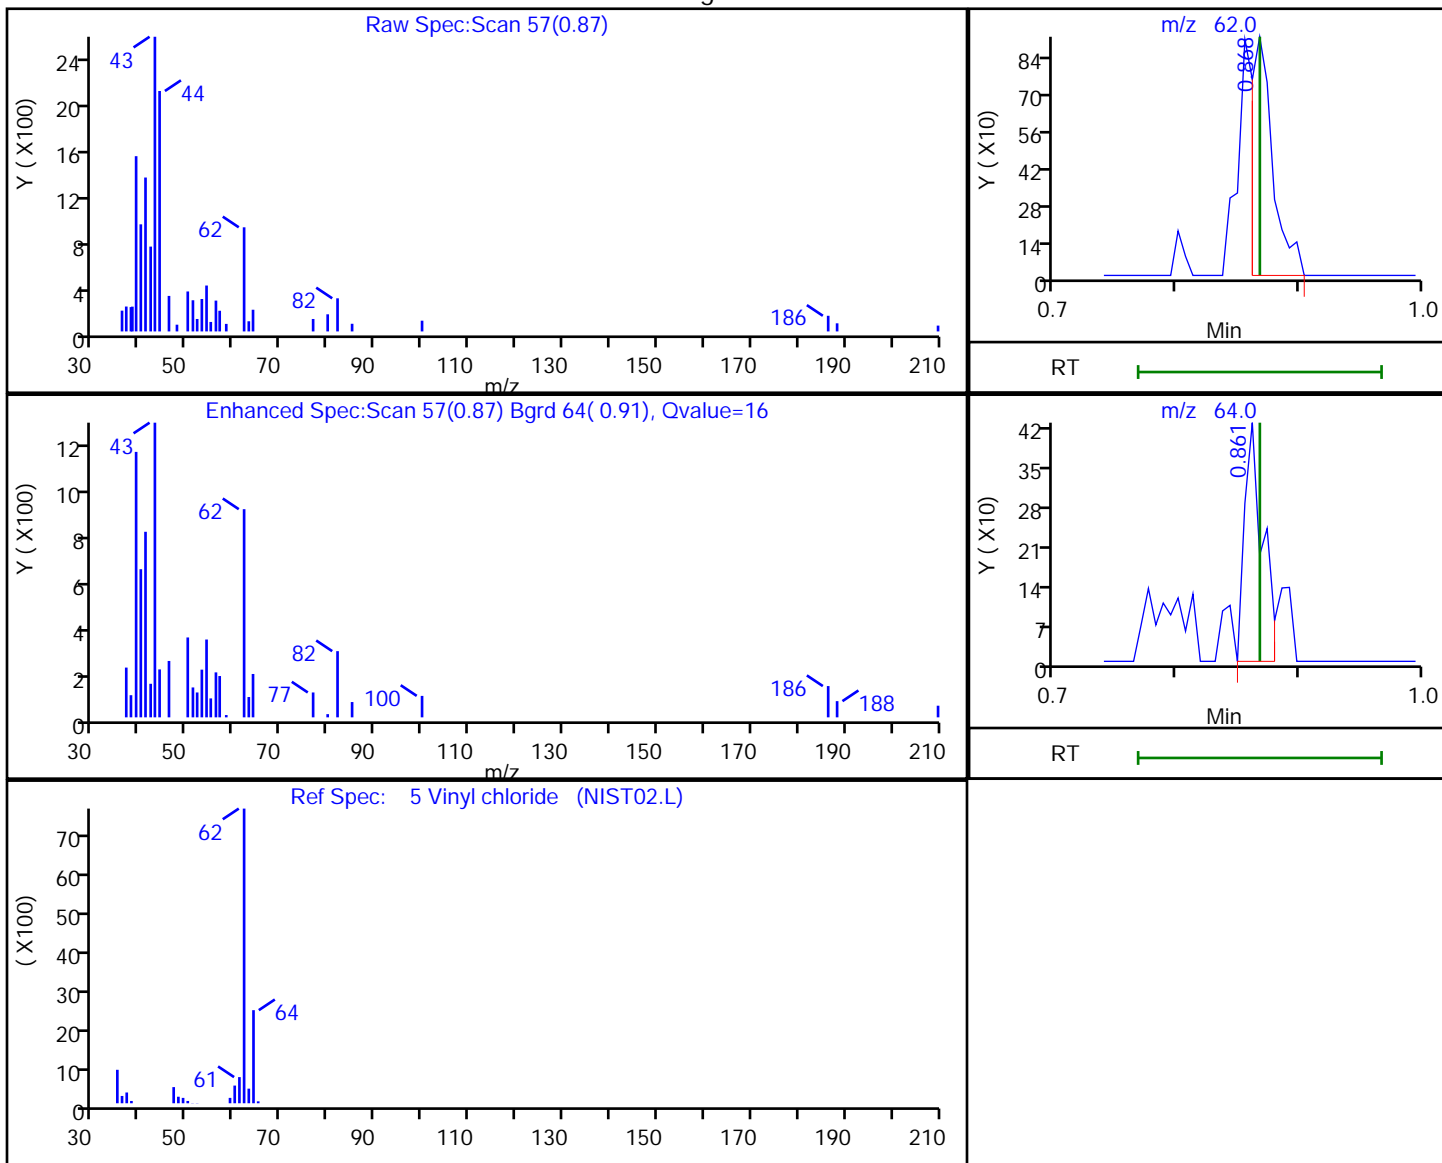 Raw Spec:Scan 57(0.87)
Y ( X100)
24
20
16
12
8
4
0
43
44
62
82
186
30 50 70 90 110 130 150 170 190 210
m/z
m/z 62.0
Y ( X10)
84
70
56
42
28
14
0
0.868
0.7 1.0
Min
RT
Enhanced Spec:Scan 57(0.87) Bgrd 64( 0.91), Qvalue=16
Y ( X100)
12
10
8
6
4
2
0
43
62
82
77
100
186
188
30 50 70 90 110 130 150 170 190 210
m/z
m/z 64.0
Y ( X10)
42
35
28
21
14
7
0
0.861
0.7 1.0
Min
RT
Ref Spec: 5 Vinyl chloride (NIST02.L)
( X100)
70
60
50
40
30
20
10
0
62
64
61
30 50 70 90 110 130 150 170 190 210